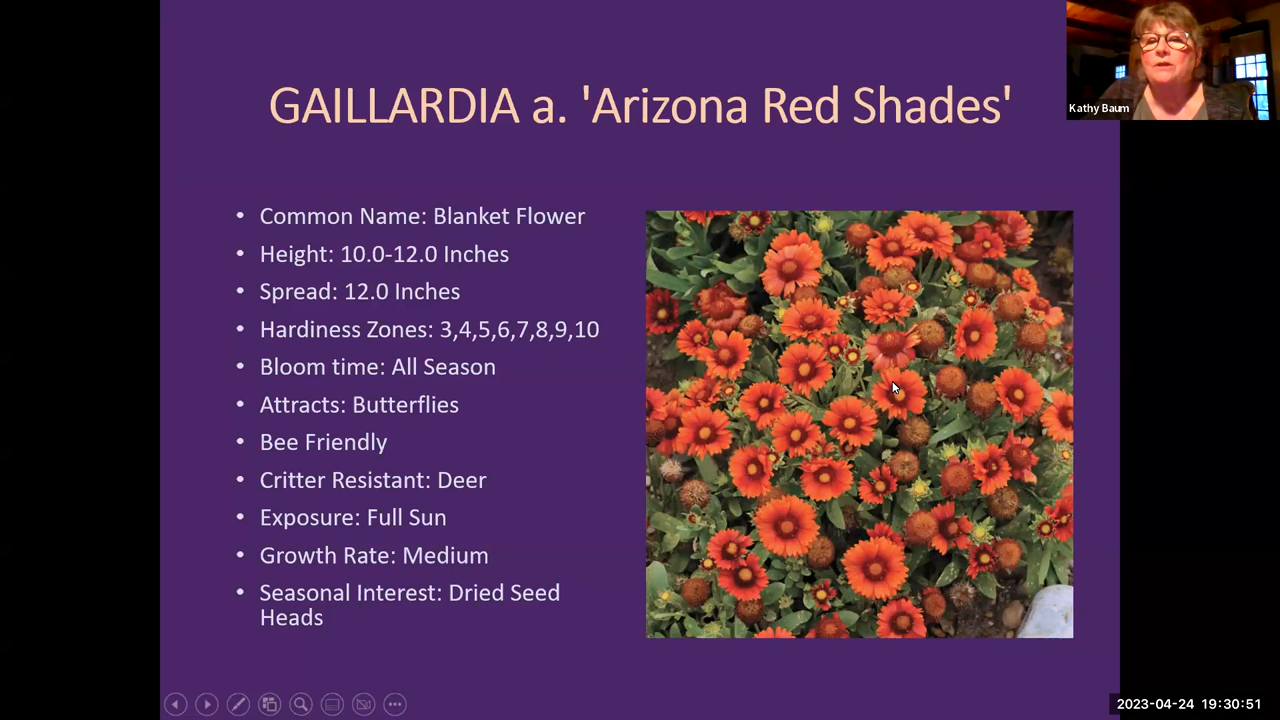 GAILLARDIA a. 'Arizona Red Shades'
Kathy Baum
• Common Name: Blanket Flower
• Height: 10.0-12.0 Inches
• Spread: 12.0 Inches
• Hardiness Zones: 3,4,5,6,7,8,9,10
• Bloom time: All Season
• Attracts: Butterflies
• Bee Friendly
• Critter Resistant: Deer
• Exposure: Full Sun
• Growth Rate: Medium
• Seasonal Interest: Dried Seed
Heads
2023-04-24 19:30:51